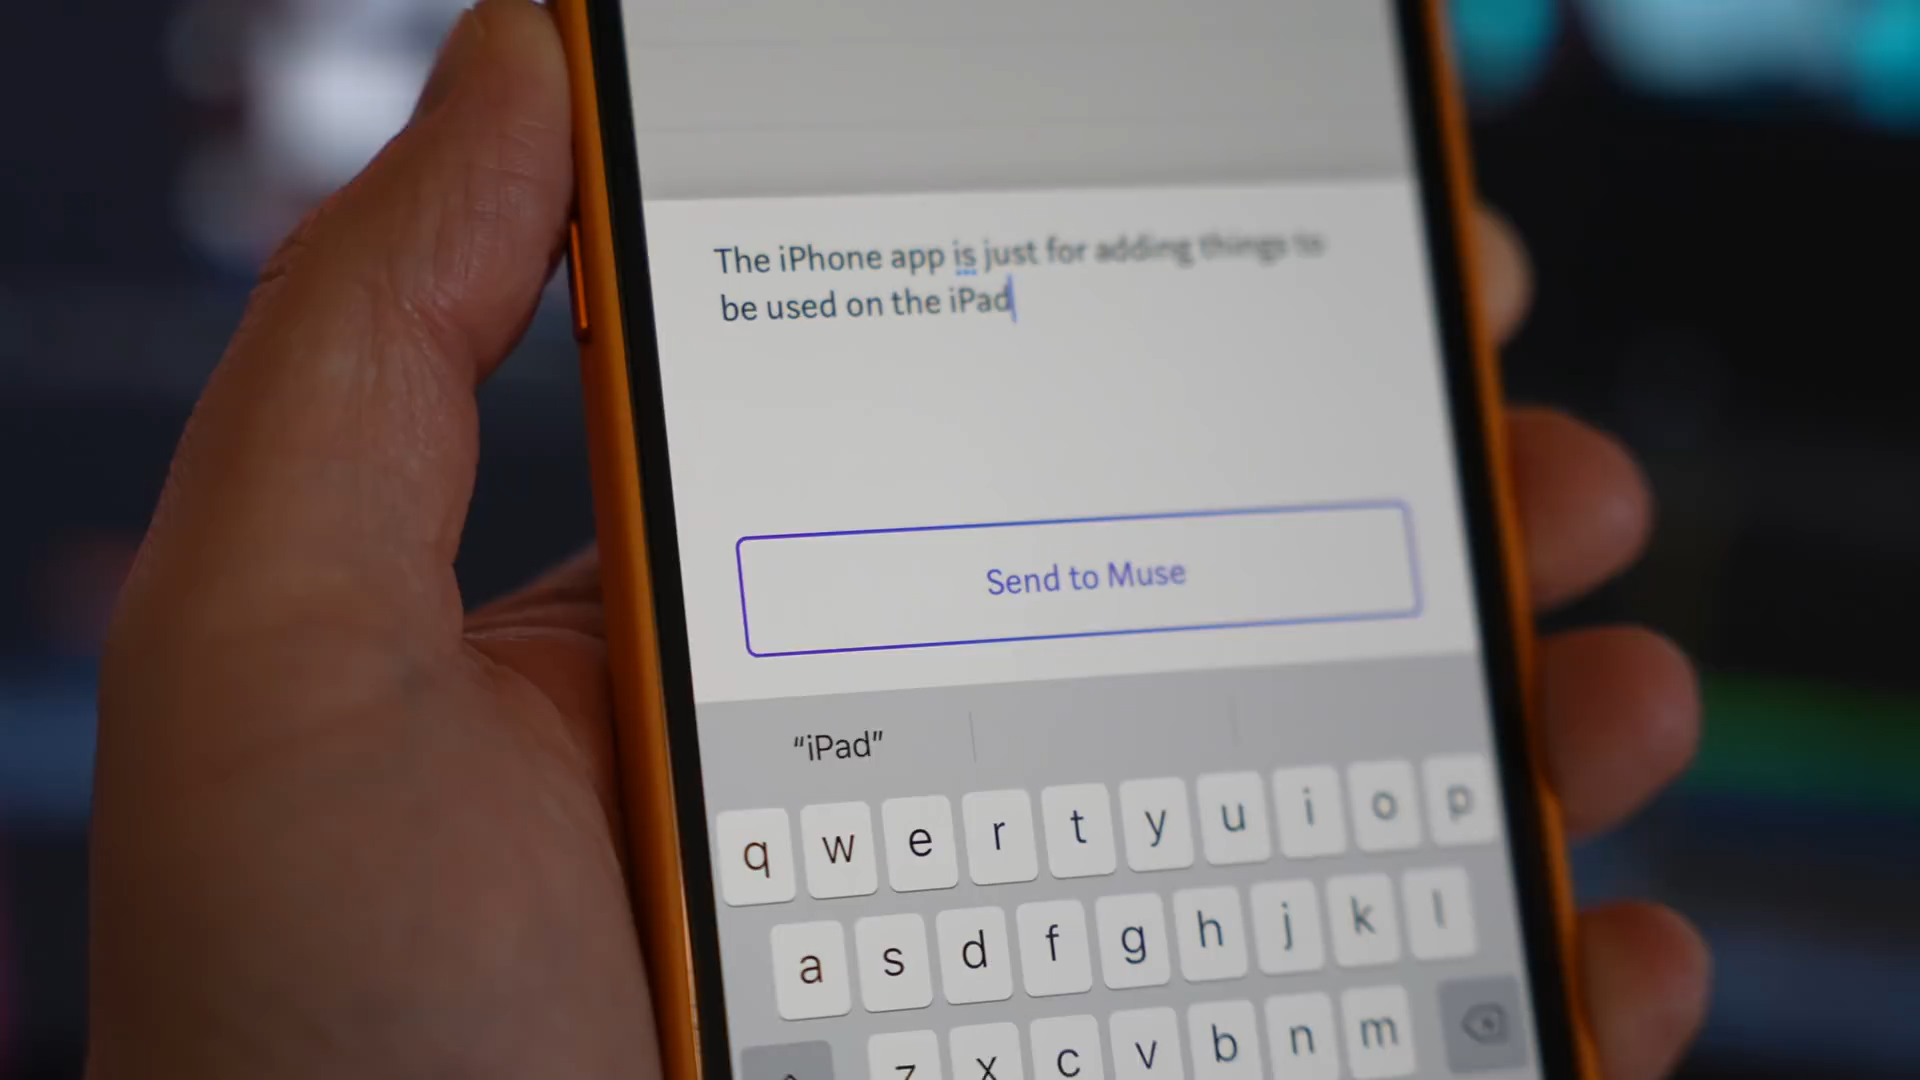 The iPhone app is just for adding things to
be used on the iPad
Send to Muse
“iPad”
q w e r t y u i o p
a s d f g h j k l
z x c v b n m